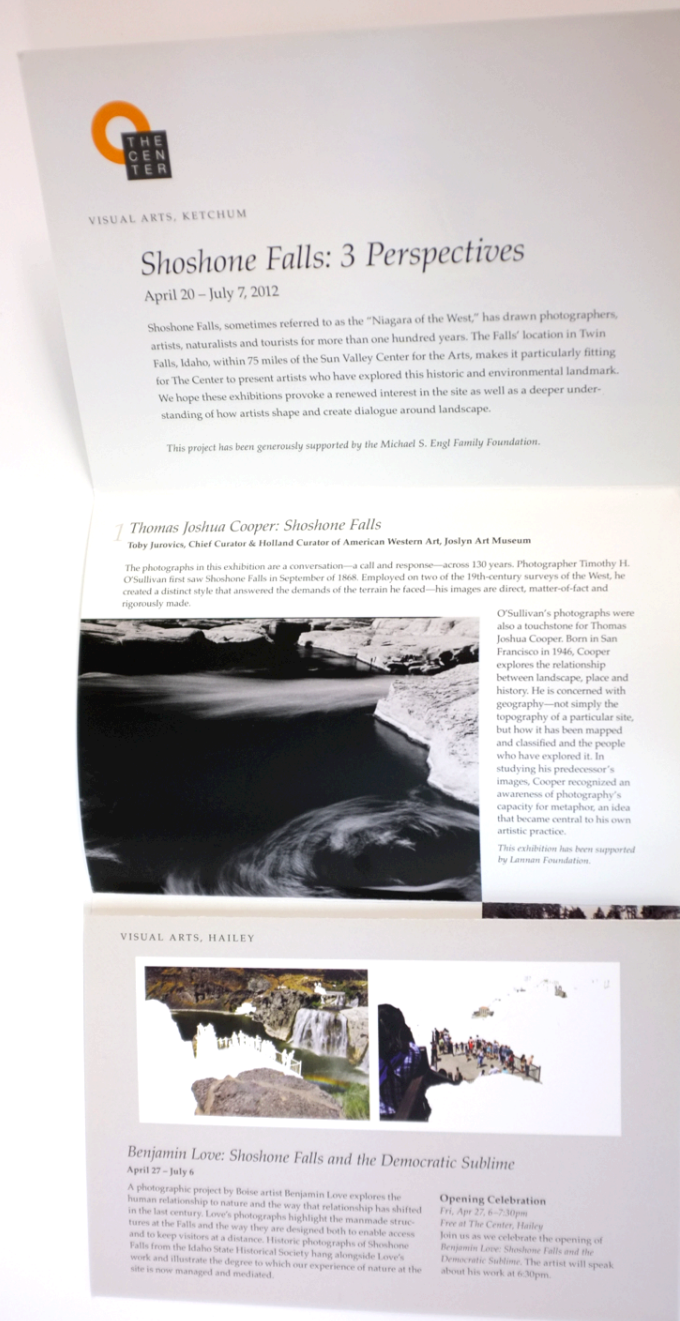 THE
CEN
TER
VISUAL ARTS, KETCHUM
Shoshone Falls: 3 Perspectives
April 20 – July 7, 2012
Shoshone Falls, sometimes referred to as the “Niagara of the West,” has drawn photographers,
artists, naturalists and tourists for more than one hundred years. The Falls’ location in Twin
Falls, Idaho, within 75 miles of the Sun Valley Center for the Arts, makes it particularly fitting
for The Center to present artists who have explored this historic and environmental landmark.
We hope these exhibitions provoke a renewed interest in the site as well as a deeper under-
standing of how artists shape and create dialogue around landscape.
This project has been generously supported by the Michael S. Engl Family Foundation.
1 Thomas Joshua Cooper: Shoshone Falls
Toby Jurovics, Chief Curator & Holland Curator of American Western Art, Joslyn Art Museum
The photographs in this exhibition are a conversation—a call and response—across 130 years. Photographer Timothy H.
O’Sullivan first saw Shoshone Falls in September of 1868. Employed on two of the 19th-century surveys of the West, he
created a distinct style that answered the demands of the terrain he faced—his images are direct, matter-of-fact and
rigorously made.
O’Sullivan’s photographs were
also a touchstone for Thomas
Joshua Cooper. Born in San
Francisco in 1946, Cooper
explores the relationship
between landscape, place and
history. He is concerned with
geography—not simply the
topography of a particular site,
but how it has been mapped
and classified and the people
who have explored it. In
studying his predecessor’s
images, Cooper recognized an
awareness of photography’s
capacity for metaphor, an idea
that became central to his own
artistic practice.
This exhibition has been supported
by Lannan Foundation.
VISUAL ARTS, HAILEY
Benjamin Love: Shoshone Falls and the Democratic Sublime
April 27 – July 6
A photographic project by Boise artist Benjamin Love explores the
human relationship to nature and the way that relationship has shifted
in the last century. Love’s photographs highlight the manmade struc-
tures at the Falls and the way they are designed both to enable access
and to keep visitors at a distance. Historic photographs of Shoshone
Falls from the Idaho State Historical Society hang alongside Love’s
work and illustrate the degree to which our experience of nature at the
site is now managed and mediated.
Opening Celebration
Fri, Apr 27, 6–7:30pm
Free at The Center, Hailey
Join us as we celebrate the opening of
Benjamin Love: Shoshone Falls and the
Democratic Sublime. The artist will speak
about his work at 6:30pm.